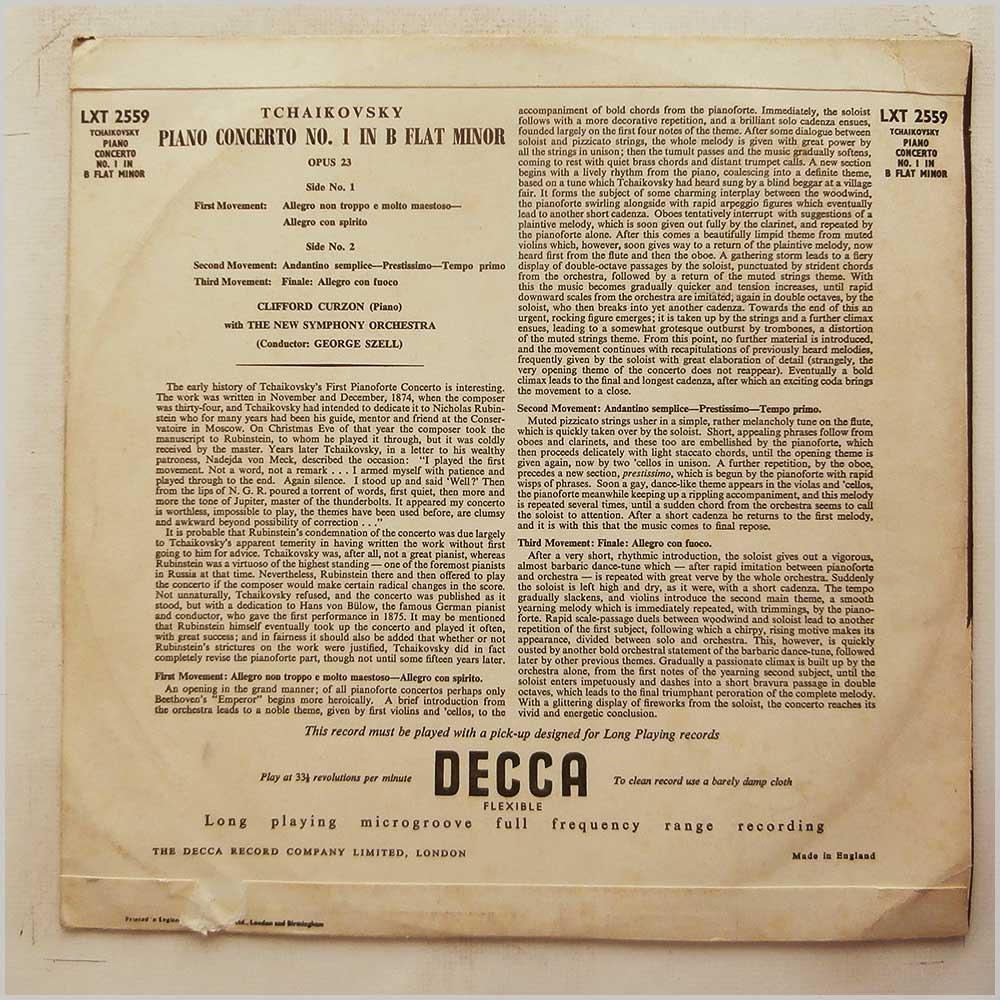 LXT 2559
TCHAIKOVSKY
PIANO
CONCERTO
NO. 1 IN
B FLAT MINOR
TCHAIKOVSKY
PIANO CONCERTO NO. 1 IN B FLAT MINOR
OPUS 23
Side No. 1
First Movement: Allegro non troppo e molto maestoso—
Allegro con spirito
Side No. 2
Second Movement: Andantino semplice—Prestissimo—Tempo primo
Third Movement: Finale: Allegro con fuoco
CLIFFORD CURZON (Piano)
with THE NEW SYMPHONY ORCHESTRA
(Conductor: GEORGE SZELL)
The early history of Tchaikovsky's First Pianoforte Concerto is interesting.
The work was written in November and December, 1874, when the composer
was thirty-four, and Tchaikovsky had intended to dedicate it to Nicholas Rubin-
stein who for many years had been his guide, mentor and friend at the Conser-
vatoire in Moscow. On Christmas Eve of that year the composer took the
manuscript to Rubinstein, to whom he played it through, but it was coldly
received by the master. Years later Tchaikovsky, in a letter to his wealthy
patroness, Nadejda von Meck, described the occasion: "I played the first
movement. Not a word, not a remark . . . I armed myself with patience and
played through to the end. Again silence. I stood up and said 'Well?' Then
from the lips of N. G. R. poured a torrent of words, first quiet, then more and
more the tone of Jupiter, master of the thunderbolts. It appeared my concerto
is worthless, impossible to play, the themes have been used before, are clumsy
and awkward beyond possibility of correction . . ."
It is probable that Rubinstein's condemnation of the concerto was due largely
to Tchaikovsky's apparent temerity in having written the work without first
going to him for advice. Tchaikovsky was, after all, not a great pianist, whereas
Rubinstein was a virtuoso of the highest standing — one of the foremost pianists
in Russia at that time. Nevertheless, Rubinstein there and then offered to play
the concerto if the composer would make certain radical changes in the score.
Not unnaturally, Tchaikovsky refused, and the concerto was published as it
stood, but with a dedication to Hans von Bülow, the famous German pianist
and conductor, who gave the first performance in 1875. It may be mentioned
that Rubinstein himself eventually took up the concerto and played it often,
with great success; and in fairness it should also be added that whether or not
Rubinstein's strictures on the work were justified, Tchaikovsky did in fact
completely revise the pianoforte part, though not until some fifteen years later.
First Movement: Allegro non troppo e molto maestoso—Allegro con spirito.
An opening in the grand manner; of all pianoforte concertos perhaps only
Beethoven's "Emperor" begins more heroically. A brief introduction from
the orchestra leads to a noble theme, given by first violins and 'cellos, to the
accompaniment of bold chords from the pianoforte. Immediately, the soloist
follows with a more decorative repetition, and a brilliant solo cadenza ensues,
founded largely on the first four notes of the theme. After some dialogue between
soloist and pizzicato strings, the whole melody is given with great power by
all the strings in unison; then the tumult passes and the music gradually softens,
coming to rest with quiet brass chords and distant trumpet calls. A new section
begins with a lively rhythm from the piano, coalescing into a definite theme,
based on a tune which Tchaikovsky had heard sung by a blind beggar at a village
fair. It forms the subject of some charming interplay between the woodwind,
the pianoforte swirling alongside with rapid arpeggio figures which eventually
lead to another short cadenza. Oboes tentatively interrupt with suggestions of a
plaintive melody, which is soon given out fully by the clarinet, and repeated by
the pianoforte alone. After this comes a beautifully limpid theme from muted
violins which, however, soon gives way to a return of the plaintive melody, now
heard first from the flute and then the oboe. A gathering storm leads to a fiery
display of double-octave passages by the soloist, punctuated by strident chords
from the orchestra, followed by a return of the muted strings theme. With
this the music becomes gradually quicker and tension increases, until rapid
downward scales from the orchestra are imitated, again in double octaves, by the
soloist, who then breaks into yet another cadenza. Towards the end of this an
urgent, rocking figure emerges; it is taken up by the strings and a further climax
ensues, leading to a somewhat grotesque outburst by trombones, a distortion
of the muted strings theme. From this point, no further material is introduced,
and the movement continues with recapitulations of previously heard melodies,
frequently given by the soloist with great elaboration of detail (strangely, the
very opening theme of the concerto does not reappear). Eventually a bold
climax leads to the final and longest cadenza, after which an exciting coda brings
the movement to a close.
Second Movement: Andantino semplice—Prestissimo—Tempo primo.
Muted pizzicato strings usher in a simple, rather melancholy tune on the flute,
which is quickly taken over by the soloist. Short, appealing phrases follow from
oboes and clarinets, and these too are embellished by the pianoforte, which
then proceeds delicately with light staccato chords, until the opening theme is
given again, now by two 'cellos in unison. A further repetition, by the oboe,
precedes a new section, prestissimo, which is begun by the pianoforte with rapid
wisps of phrases. Soon a gay, dance-like theme appears in the violas and 'cellos,
the pianoforte meanwhile keeping up a rippling accompaniment, and this melody
is repeated several times, until a sudden chord from the orchestra seems to call
the soloist to attention. After a short cadenza he returns to the first melody,
and it is with this that the music comes to final repose.
Third Movement: Finale: Allegro con fuoco.
After a very short, rhythmic introduction, the soloist gives out a vigorous,
almost barbaric dance-tune which — after rapid imitation between pianoforte
and orchestra — is repeated with great verve by the whole orchestra. Suddenly
the soloist is left high and dry, as it were, with a short cadenza. The tempo
gradually slackens, and violins introduce the second main theme, a smooth
yearning melody which is immediately repeated, with trimmings, by the piano-
forte. Rapid scale-passage duels between woodwind and soloist lead to another
repetition of the first subject, following which a chirpy, rising motive makes its
appearance, divided between solo and orchestra. This, however, is quickly
ousted by another bold orchestral statement of the barbaric dance-tune, followed
later by other previous themes. Gradually a passionate climax is built up by the
orchestra alone, from the first notes of the yearning second subject, until the
soloist enters impetuously and dashes into a short bravura passage in double
octaves, which leads to the final triumphant peroration of the complete melody.
With a glittering display of fireworks from the soloist, the concerto reaches its
vivid and energetic conclusion.
LXT 2559
TCHAIKOVSKY
PIANO
CONCERTO
NO. 1 IN
B FLAT MINOR
This record must be played with a pick-up designed for Long Playing records
Play at 33⅓ revolutions per minute
DECCA
FLEXIBLE
To clean record use a barely damp cloth
Long playing microgroove full frequency range recording
THE DECCA RECORD COMPANY LIMITED, LONDON
Made in England
Printed in Ltd., London and Birmingham